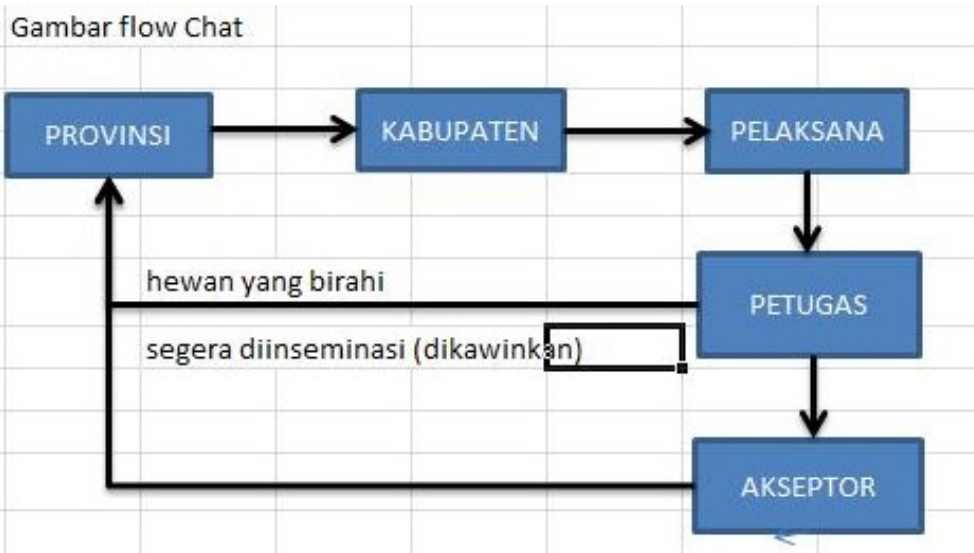 Gambar flow Chat
PROVINSI
KABUPATEN
PELAKSANA
hewan yang birahi
PETUGAS
segera diinseminasi (dikawinkan)
AKSEPTOR